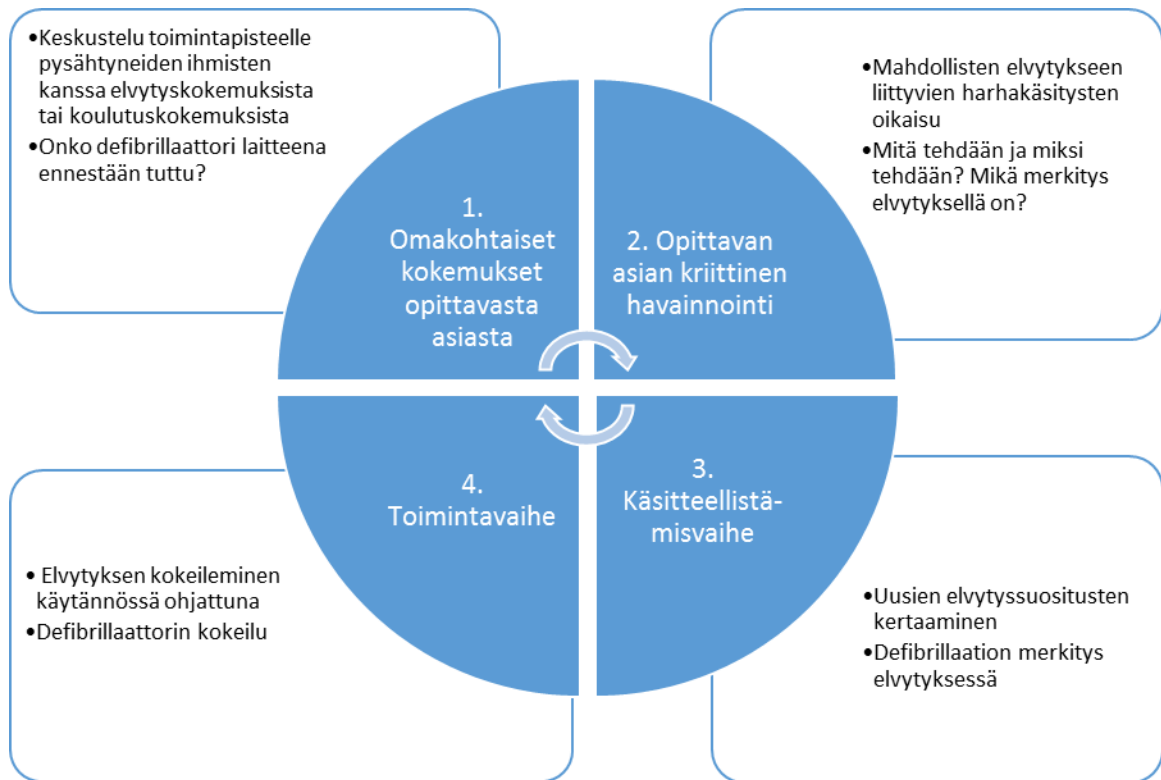 •Keskustelu toimintapisteelle
pysähtyneiden ihmisten
kanssa elvytyskokemuksista
tai koulutuskokemuksista
•Onko defibrillaattori laitteena
ennestään tuttu?
•Mahdollisten elvytykseen
liittyvien harhakäsitysten
oikaisu
•Mitä tehdään ja miksi
tehdään? Mikä merkitys
elvytyksellä on?
1.
Omakohtaiset
kokemukset
opittavasta
asiasta
2. Opittavan
asian kriittinen
havainnointi
4.
Toimintavaihe
3.
Käsitteellistä-
misvaihe
• Elvytyksen kokeileminen
käytännössä ohjattuna
•Defibrillaattorin kokeilu
•Uusien elvytyssuositusten
kertaaminen
•Defibrillaation merkitys
elvytyksessä